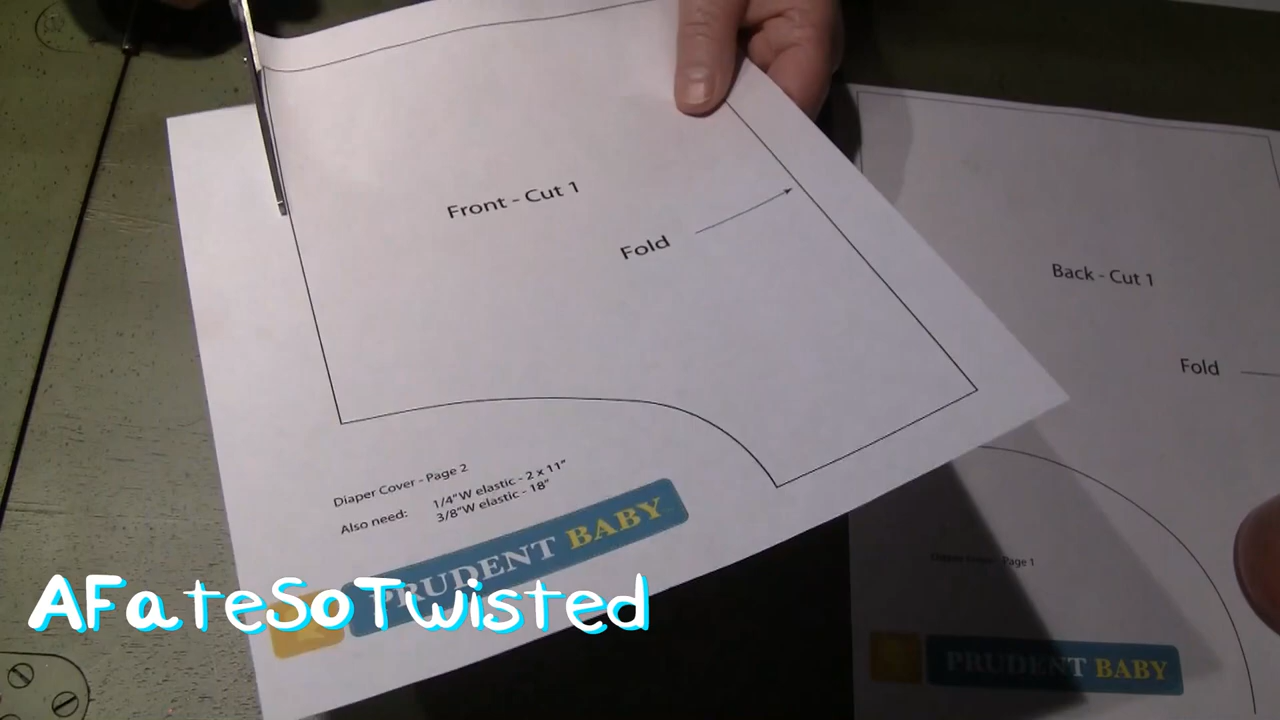 Front - Cut 1
Fold
Diaper Cover - Page 2
Also need: 1/4"W elastic - 2 x 11"
3/8"W elastic - 18"
PRUDENT BABY
Back - Cut 1
Fold
Diaper Cover - Page 1
PRUDENT BABY
AFateSoTwisted